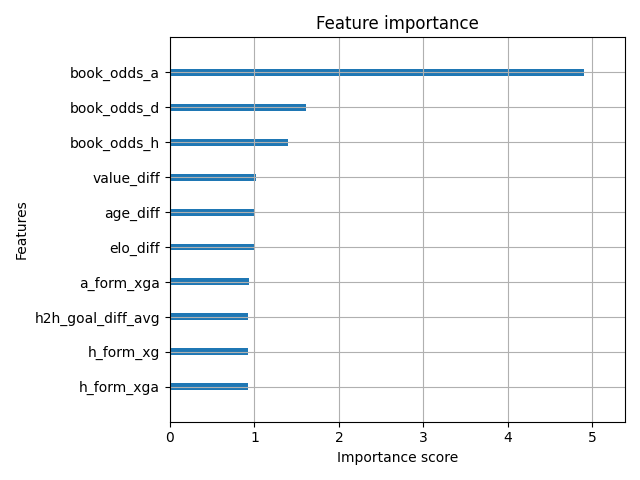 Feature importance
Features
book_odds_a
book_odds_d
book_odds_h
value_diff
age_diff
elo_diff
a_form_xga
h2h_goal_diff_avg
h_form_xg
h_form_xga
0 1 2 3 4 5
Importance score